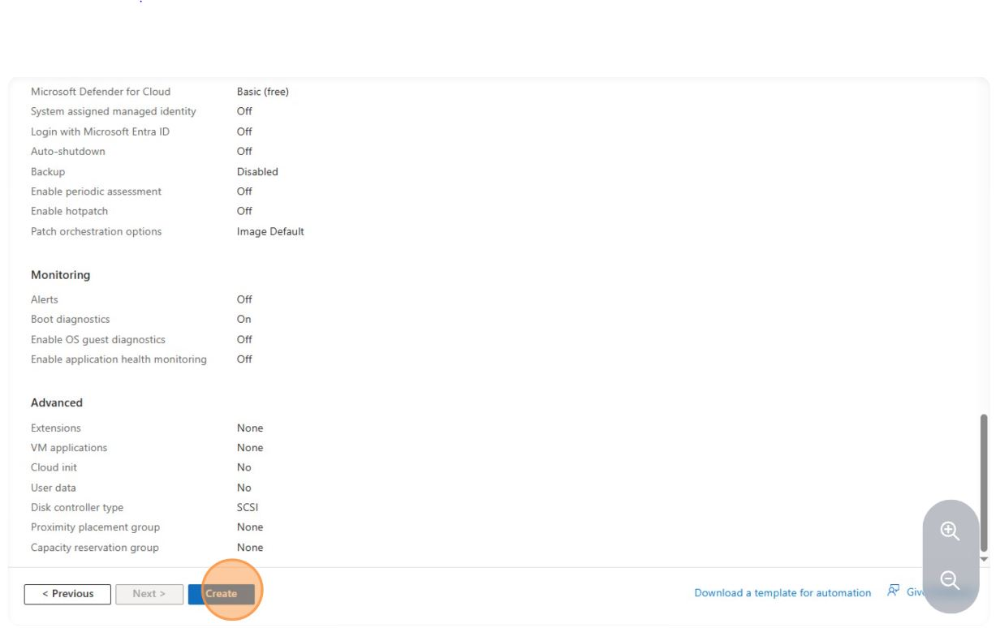 Microsoft Defender for Cloud Basic (free)
System assigned managed identity Off
Login with Microsoft Entra ID Off
Auto-shutdown Off
Backup Disabled
Enable periodic assessment Off
Enable hotpatch Off
Patch orchestration options Image Default
Monitoring
Alerts Off
Boot diagnostics On
Enable OS guest diagnostics Off
Enable application health monitoring Off
Advanced
Extensions None
VM applications None
Cloud init No
User data No
Disk controller type SCSI
Proximity placement group None
Capacity reservation group None
< Previous Next > Create Download a template for automation